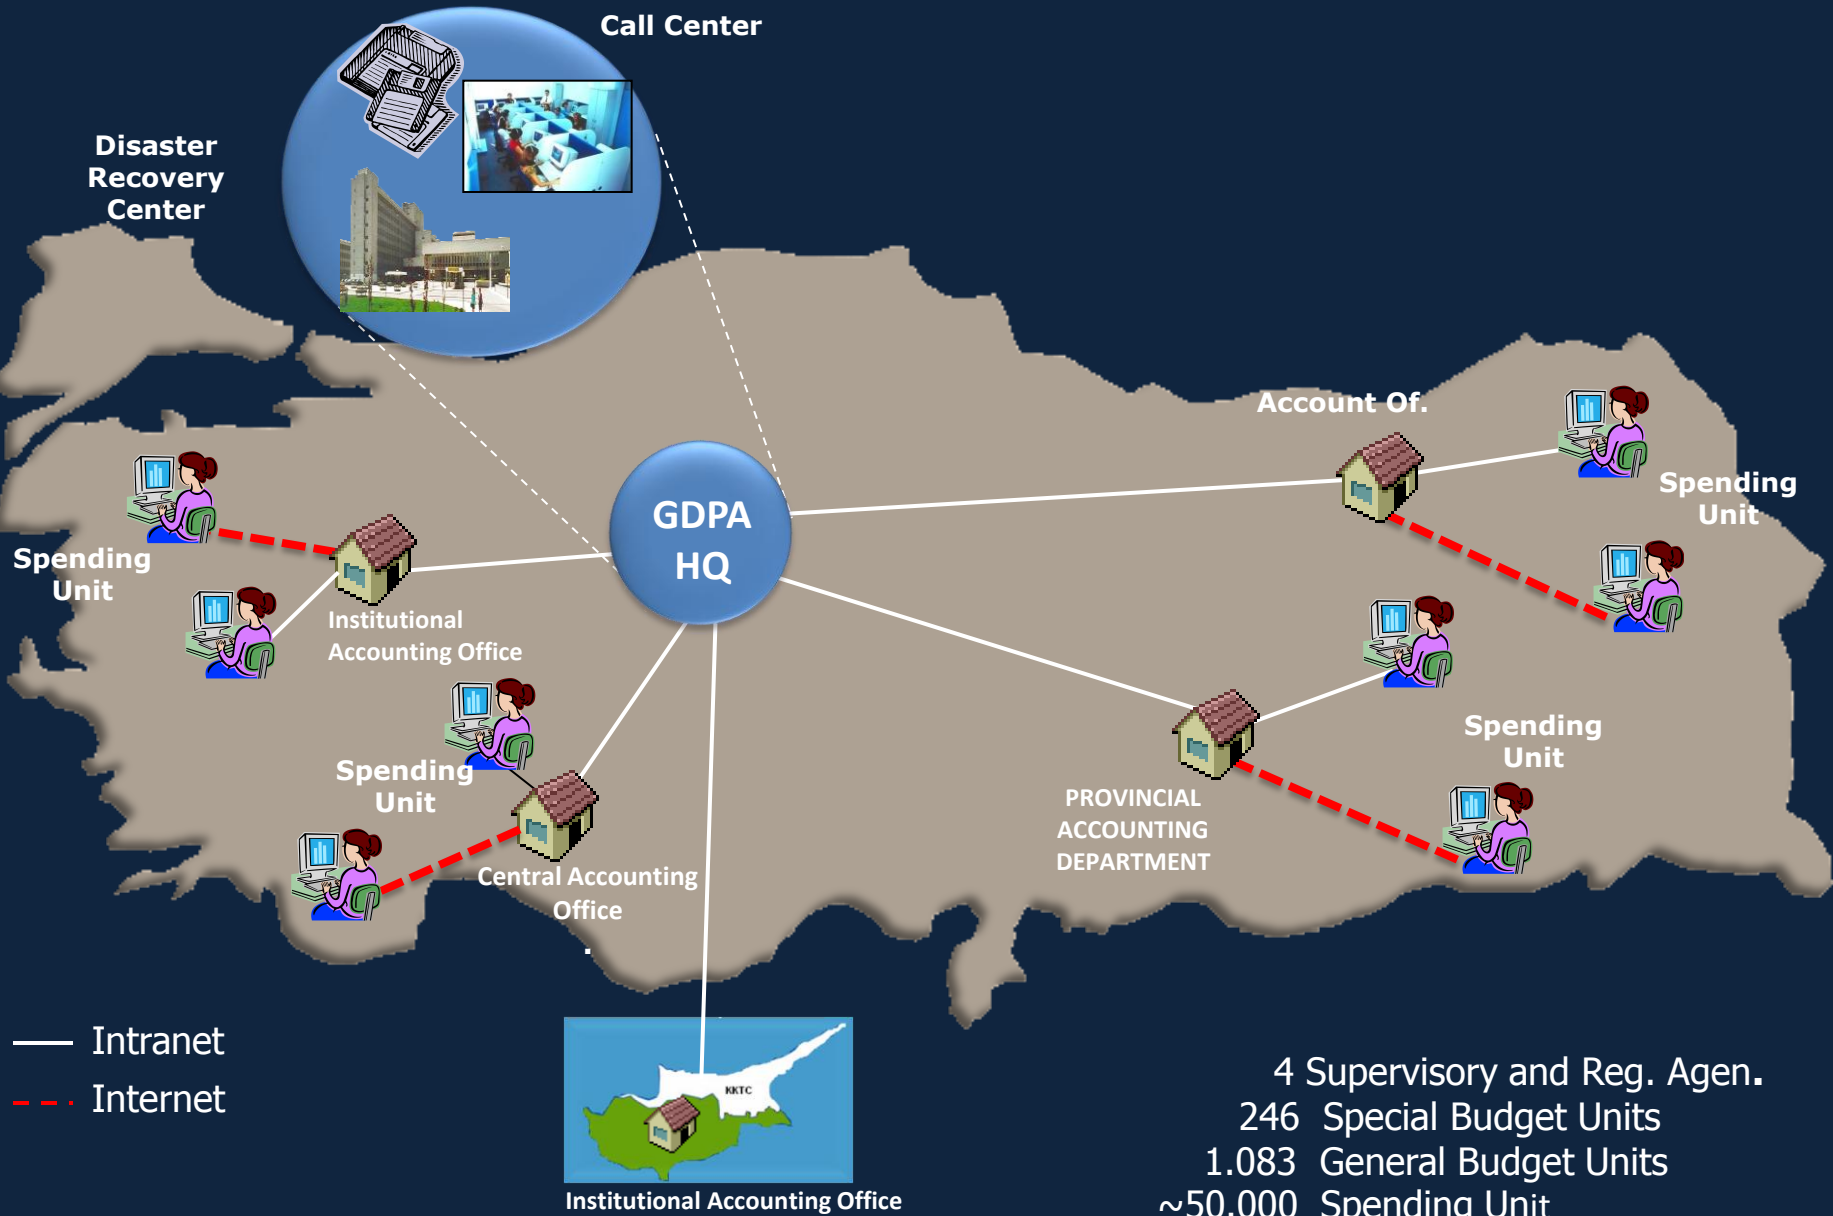 Call Center
Disaster
Recovery
Center
Account Of.
Spending
Unit
GDPA
HQ
Spending
Unit
Institutional
Accounting Office
Spending
Unit
Spending
Unit
PROVINCIAL
ACCOUNTING
DEPARTMENT
Central Accounting
Office
.
Intranet
Internet
KKTC
Institutional Accounting Office
4 Supervisory and Reg. Agen.
246 Special Budget Units
1.083 General Budget Units
~50.000 Spending Unit